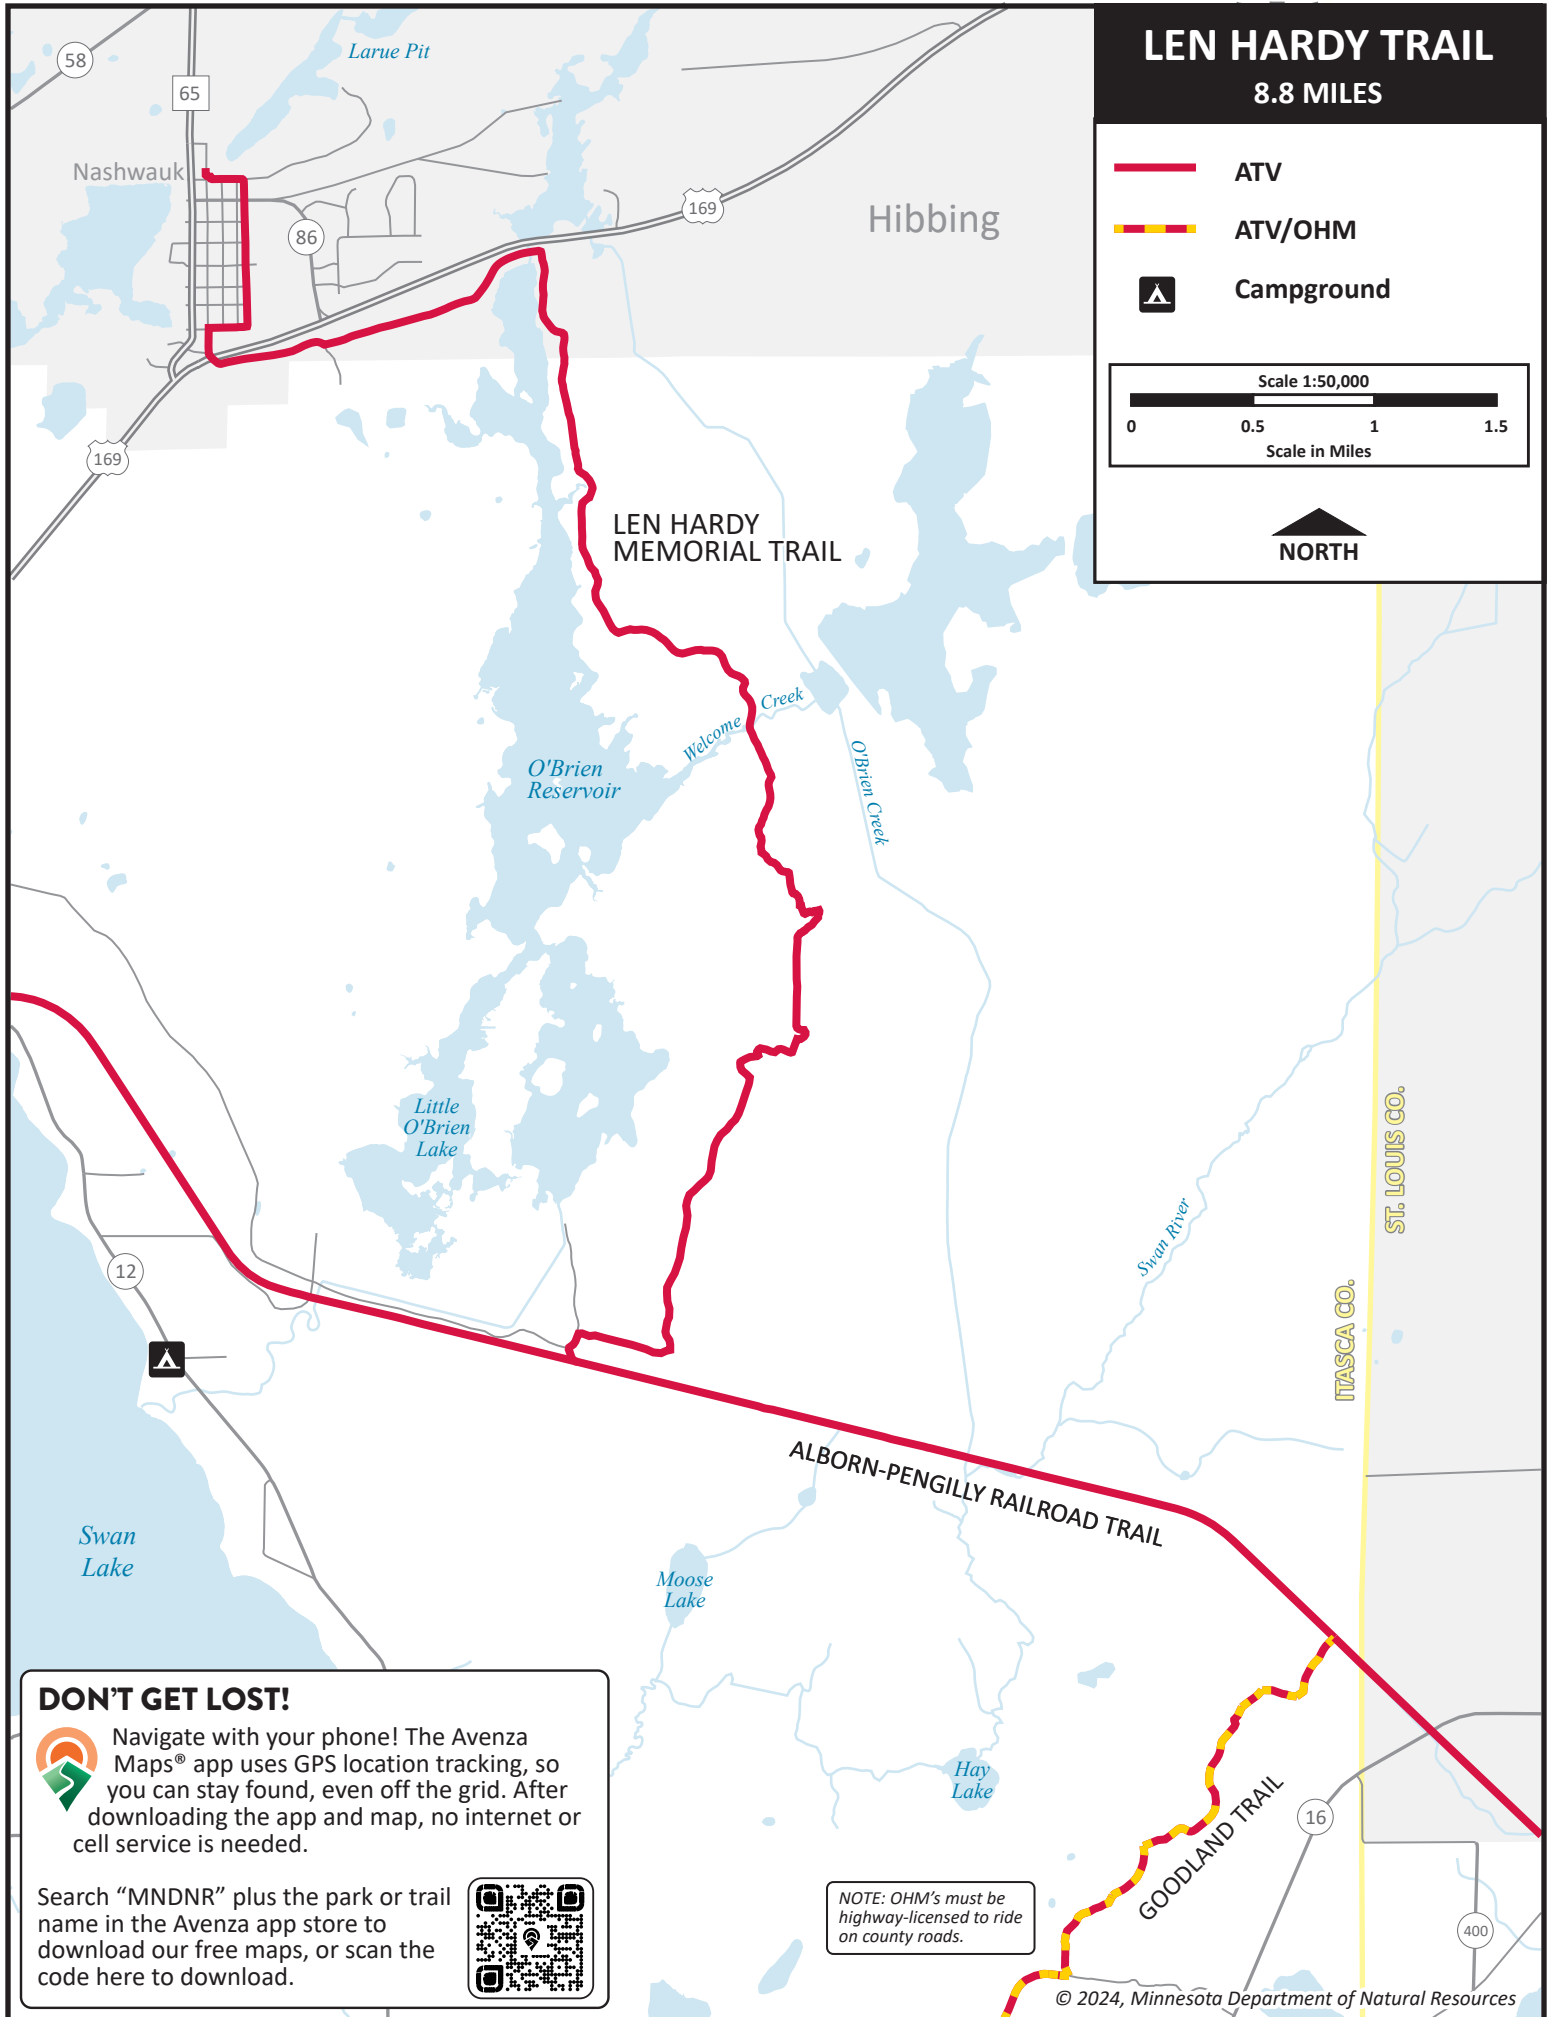 LEN HARDY TRAIL
8.8 MILES
ATV
ATV/OHM
Campground
Scale 1:50,000
0 0.5 1 1.5
Scale in Miles
NORTH
58
65
Larue Pit
Nashwauk
86
169
Hibbing
169
LEN HARDY
MEMORIAL TRAIL
Welcome Creek
O'Brien
Reservoir
O'Brien Creek
Little
O'Brien
Lake
ST. LOUIS CO.
ITASCA CO.
Swan River
12
ALBORN-PENGILLY RAILROAD TRAIL
Swan
Lake
Moose
Lake
Hay
Lake
GOODLAND TRAIL
16
400
DON'T GET LOST!
Navigate with your phone! The Avenza
Maps® app uses GPS location tracking, so
you can stay found, even off the grid. After
downloading the app and map, no internet or
cell service is needed.
Search “MNDNR” plus the park or trail
name in the Avenza app store to
download our free maps, or scan the
code here to download.
NOTE: OHM's must be
highway-licensed to ride
on county roads.
© 2024, Minnesota Department of Natural Resources